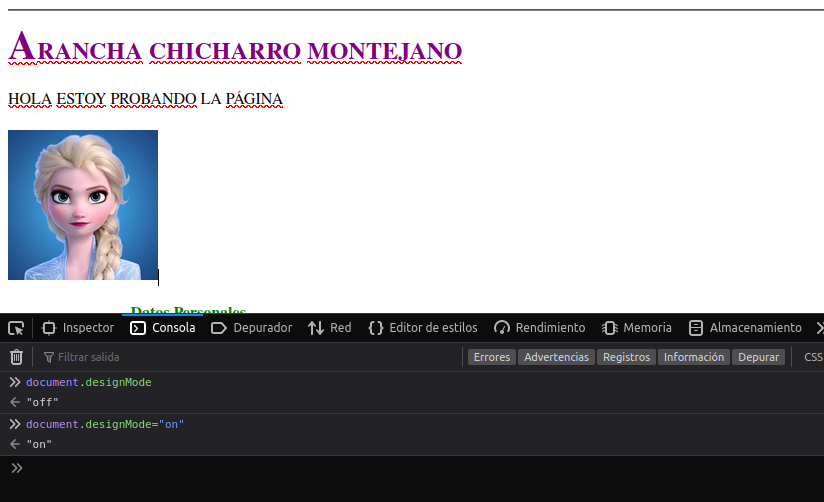 ARANCHA CHICHARRO MONTEJANO
HOLA ESTOY PROBANDO LA PÁGINA
Datos Personales
Inspector Consola Depurador Red Editor de estilos Rendimiento Memoria Almacenamiento
Filtrar salida Errores Advertencias Registros Información Depurar CSS
document.designMode
"off"
document.designMode="on"
"on"